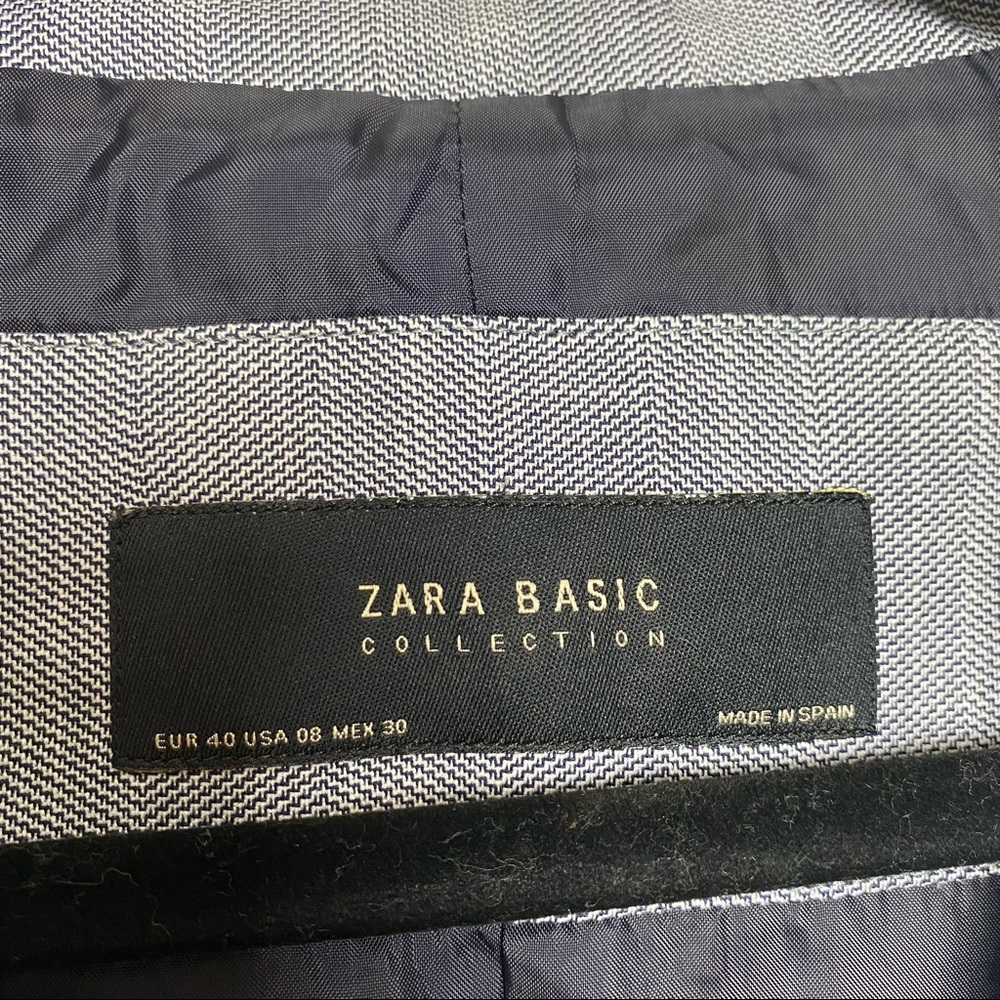 ZARA BASIC
COLLECTION
EUR 40 USA 08 MEX 30
MADE IN SPAIN